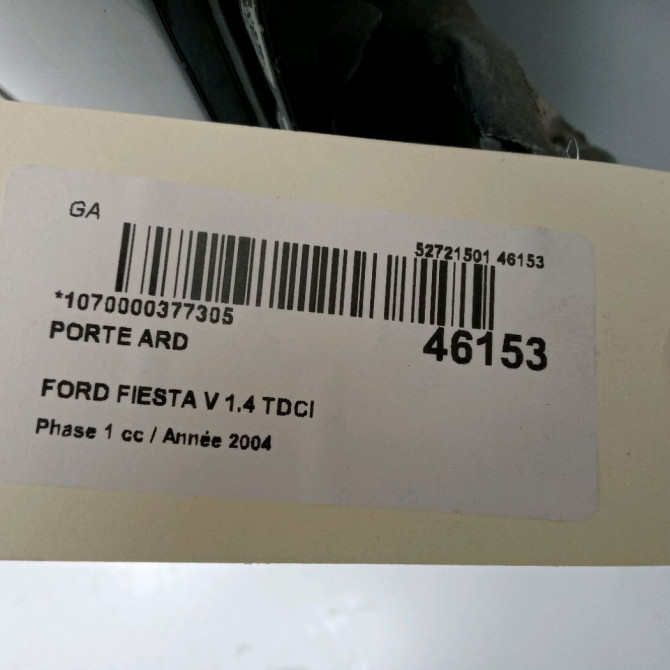 GA
52721501 46153
*1070000377305
PORTE ARD
46153
FORD FIESTA V 1.4 TDCI
Phase 1 cc / Année 2004